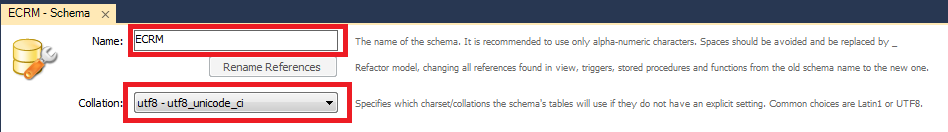 ECRM - Schema ×
Name: ECRM The name of the schema. It is recommended to use only alpha-numeric characters. Spaces should be avoided and be replaced by _
Rename References Refactor model, changing all references found in view, triggers, stored procedures and functions from the old schema name to the new one.
Collation: utf8 - utf8_unicode_ci Specifies which charset/collations the schema's tables will use if they do not have an explicit setting. Common choices are Latin1 or UTF8.